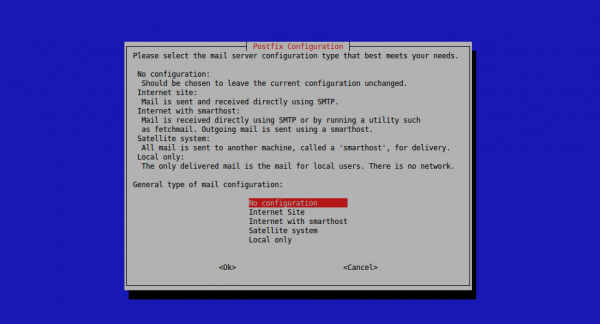 Postfix Configuration
Please select the mail server configuration type that best meets your needs.
No configuration:
Should be chosen to leave the current configuration unchanged.
Internet site:
Mail is sent and received directly using SMTP.
Internet with smarthost:
Mail is received directly using SMTP or by running a utility such
as fetchmail. Outgoing mail is sent using a smarthost.
Satellite system:
All mail is sent to another machine, called a 'smarthost', for delivery.
Local only:
The only delivered mail is the mail for local users. There is no network.
General type of mail configuration:
No configuration
Internet Site
Internet with smarthost
Satellite system
Local only
<Ok> <Cancel>